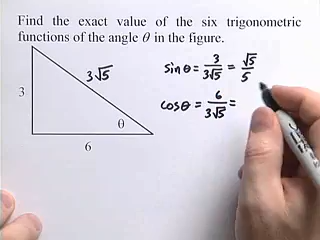 Find the exact value of the six trigonometric
functions of the angle θ in the figure.
3
3√5
θ
6
sin θ = 3/3√5 = √5/5
cos θ = 6/3√5 =